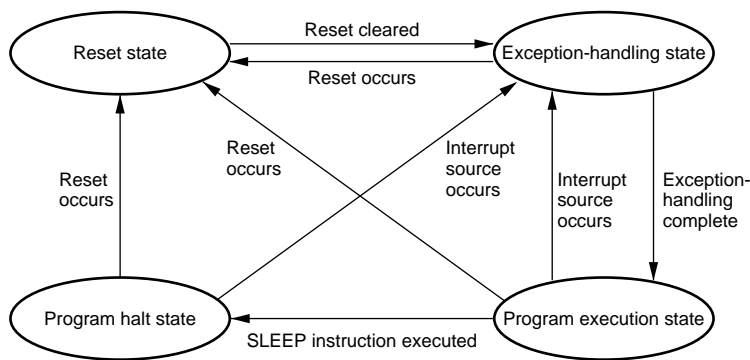 Reset cleared
Reset state
Exception-handling state
Reset occurs
Reset
occurs
Reset
occurs
Interrupt
source
occurs
Interrupt
source
occurs
Exception-
handling
complete
Program halt state
Program execution state
SLEEP instruction executed